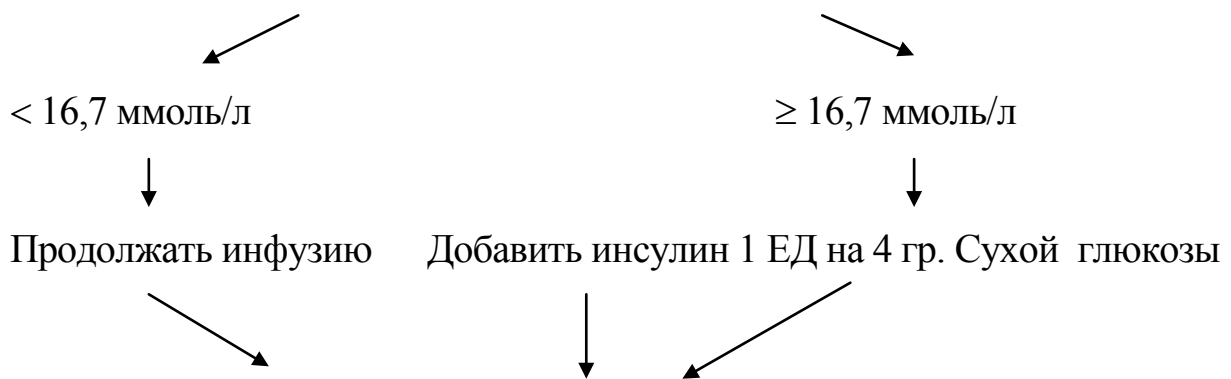 < 16,7 ммоль/л ≥ 16,7 ммоль/л
Продолжать инфузию Добавить инсулин 1 ЕД на 4 гр. Сухой глюкозы